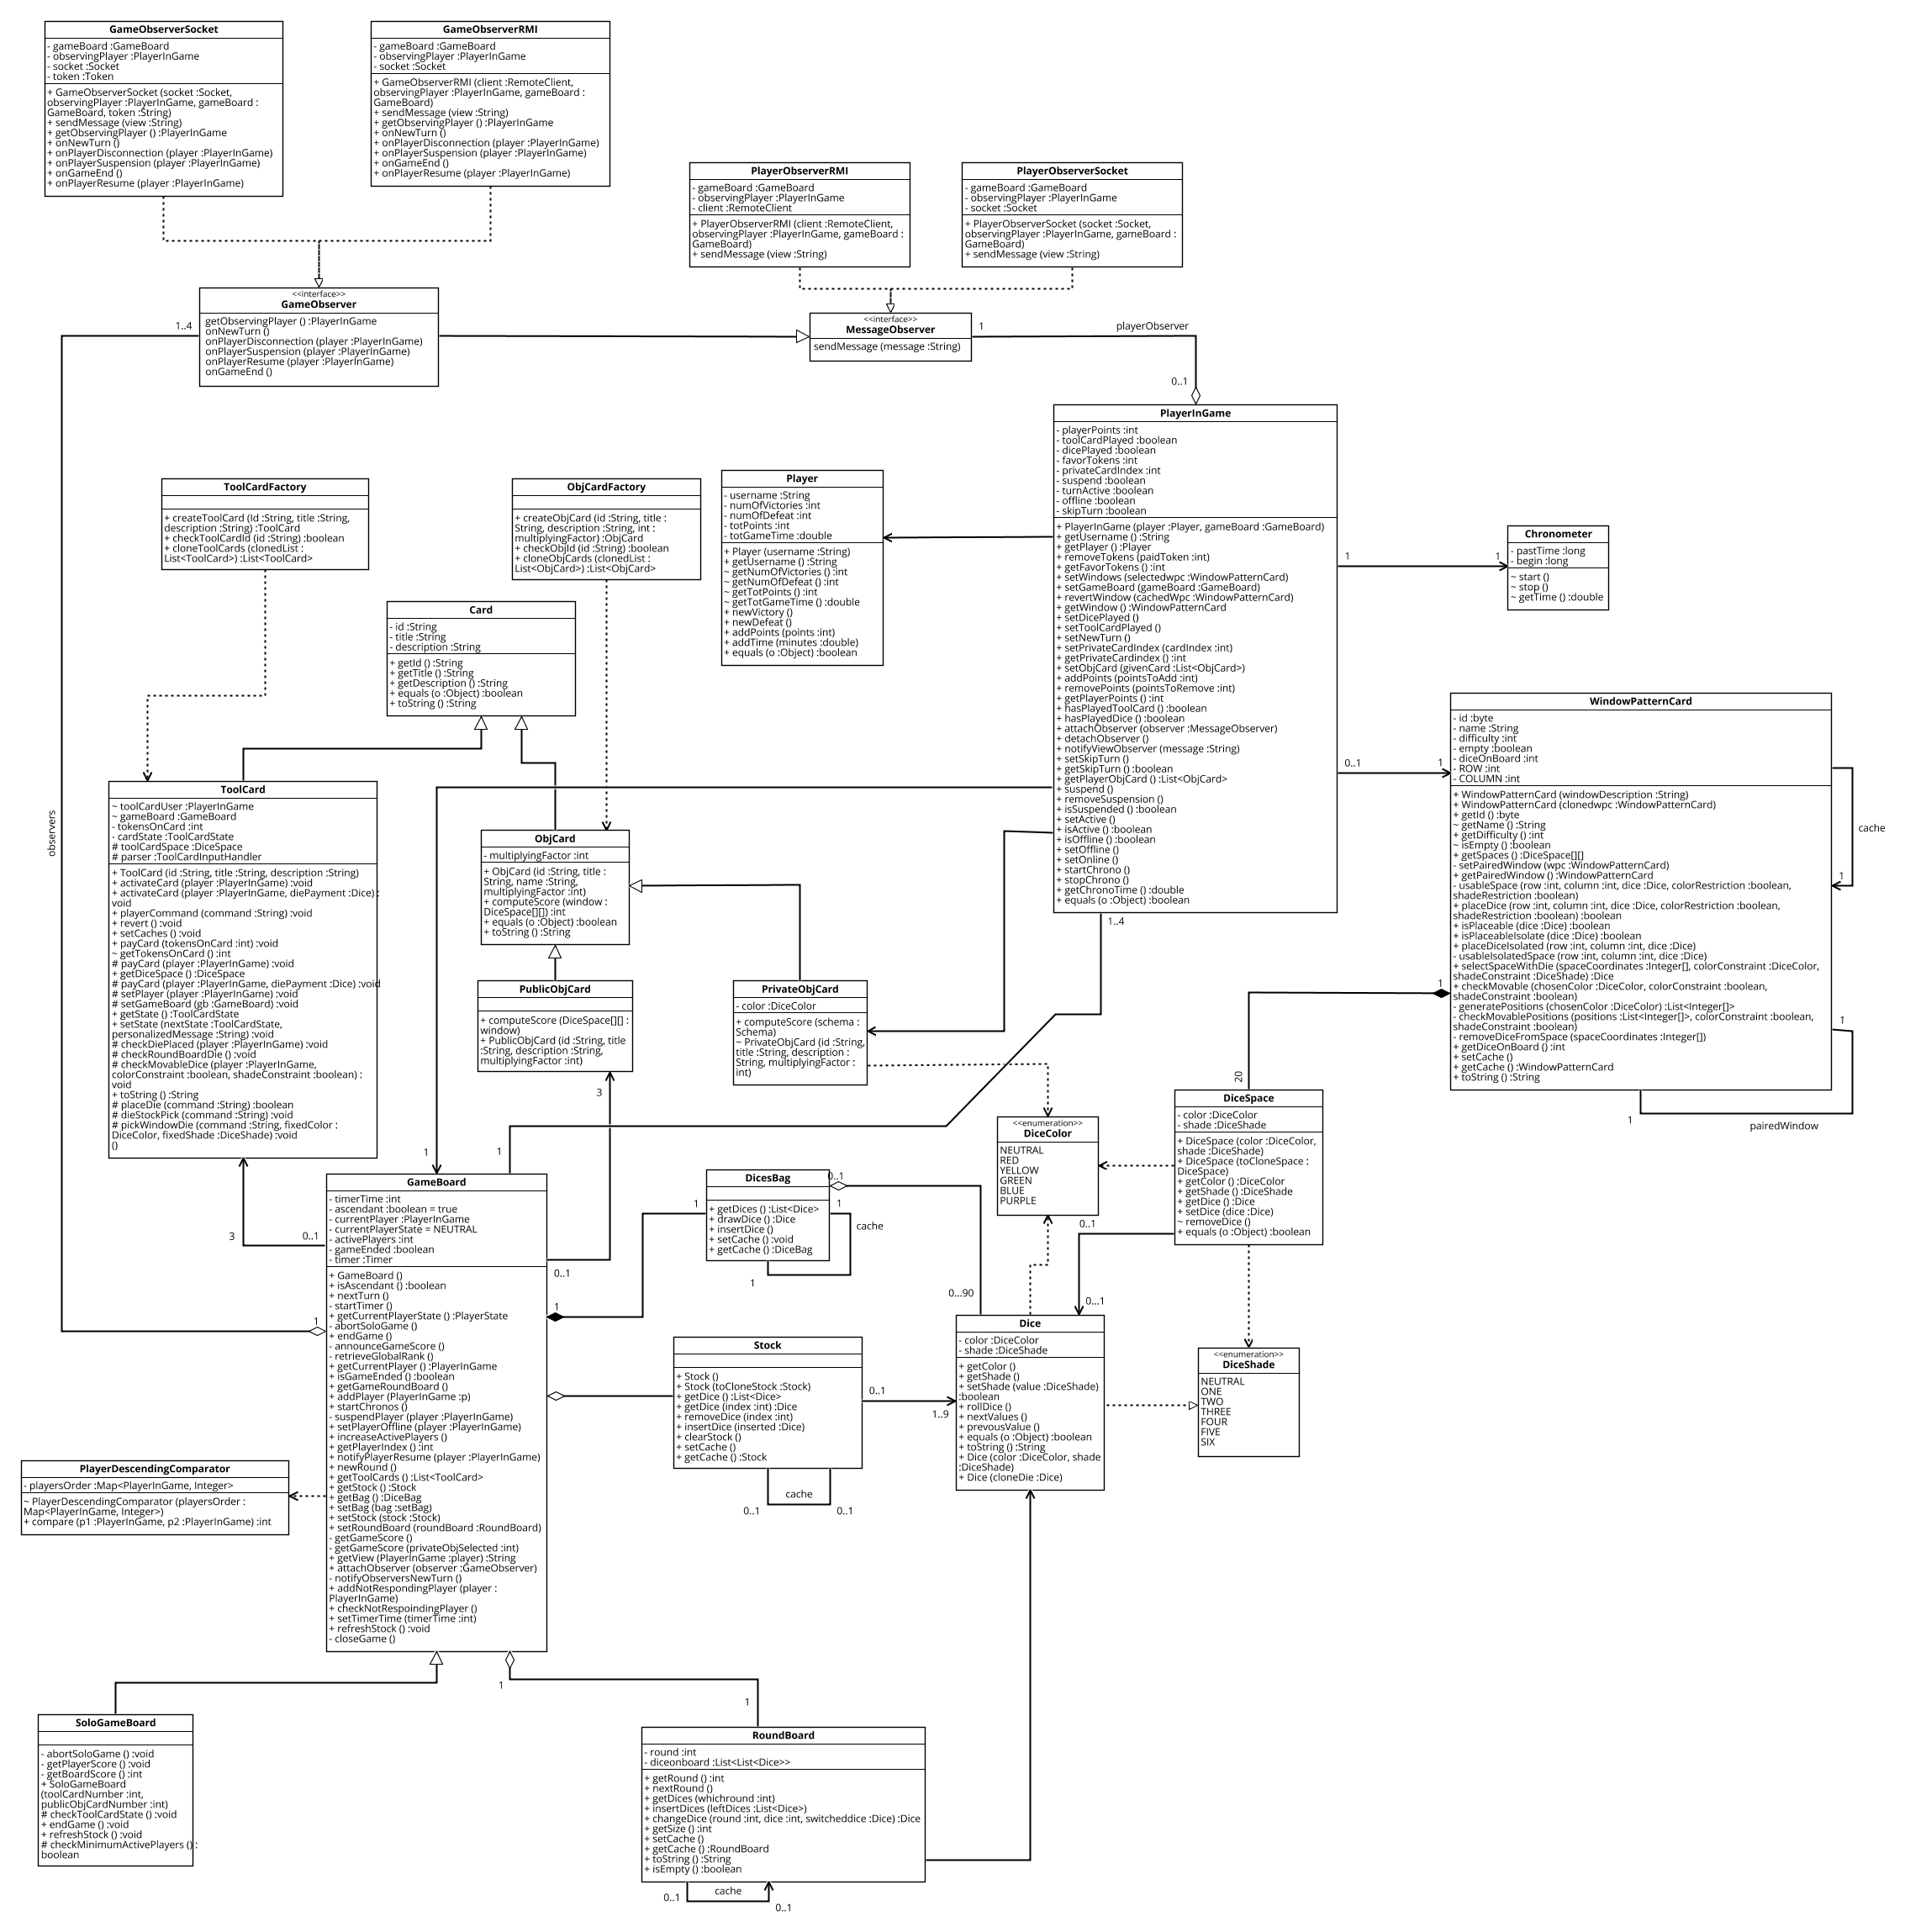 GameObserverSocket
- gameBoard :GameBoard
- observingPlayer :PlayerInGame
- socket :Socket
- token :Token
+ GameObserverSocket (socket :Socket,
observingPlayer :PlayerInGame, gameBoard :
GameBoard, token :String)
+ sendMessage (view :String)
+ getObservingPlayer () :PlayerInGame
+ onNewTurn ()
+ onPlayerDisconnection (player :PlayerInGame)
+ onPlayerSuspension (player :PlayerInGame)
+ onGameEnd ()
+ onPlayerResume (player :PlayerInGame)
GameObserverRMI
- gameBoard :GameBoard
- observingPlayer :PlayerInGame
- socket :Socket
+ GameObserverRMI (client :RemoteClient,
observingPlayer :PlayerInGame, gameBoard :
GameBoard)
+ sendMessage (view :String)
+ getObservingPlayer () :PlayerInGame
+ onNewTurn ()
+ onPlayerDisconnection (player :PlayerInGame)
+ onPlayerSuspension (player :PlayerInGame)
+ onGameEnd ()
+ onPlayerResume (player :PlayerInGame)
PlayerObserverRMI
- gameBoard :GameBoard
- observingPlayer :PlayerInGame
- client :RemoteClient
+ PlayerObserverRMI (client :RemoteClient,
observingPlayer :PlayerInGame, gameBoard :
GameBoard)
+ sendMessage (view :String)
PlayerObserverSocket
- gameBoard :GameBoard
- observingPlayer :PlayerInGame
- socket :Socket
+ PlayerObserverSocket (socket :Socket,
observingPlayer :PlayerInGame, gameBoard :
GameBoard)
+ sendMessage (view :String)
<<interface>>
GameObserver
getObservingPlayer () :PlayerInGame
onNewTurn ()
onPlayerDisconnection (player :PlayerInGame)
onPlayerSuspension (player :PlayerInGame)
onPlayerResume (player :PlayerInGame)
onGameEnd ()
1..4
<<interface>>
MessageObserver
sendMessage (message :String)
1
playerObserver
0..1
PlayerInGame
- playerPoints :int
- toolCardPlayed :boolean
- dicePlayed :boolean
- favorTokens :int
- privateCardIndex :int
- suspend :boolean
- turnActive :boolean
- offline :boolean
- skipTurn :boolean
+ PlayerInGame (player :Player, gameBoard :GameBoard)
+ getUsername () :String
+ getPlayer () :Player
+ removeTokens (paidToken :int)
+ getFavorTokens () :int
+ setWindows (selectedwpc :WindowPatternCard)
+ setGameBoard (gameBoard :GameBoard)
+ revertWindow (cachedWpc :WindowPatternCard)
+ getWindow () :WindowPatternCard
+ setDicePlayed ()
+ setToolCardPlayed ()
+ setNewTurn ()
+ setPrivateCardIndex (cardIndex :int)
+ getPrivateCardindex () :int
+ setObjCard (givenCard :List<ObjCard>)
+ addPoints (pointsToAdd :int)
+ removePoints (pointsToRemove :int)
+ getPlayerPoints () :int
+ hasPlayedToolCard () :boolean
+ hasPlayedDice () :boolean
+ attachObserver (observer :MessageObserver)
+ detachObserver ()
+ notifyViewObserver (message :String)
+ setSkipTurn ()
+ getSkipTurn () :boolean
+ getPlayerObjCard () :List<ObjCard>
+ suspend ()
+ removeSuspension ()
+ isSuspended () :boolean
+ setActive ()
+ isActive () :boolean
+ isOffline () :boolean
+ setOffline ()
+ setOnline ()
+ startChrono ()
+ stopChrono ()
+ getChronoTime () :double
+ equals (o :Object) :boolean
1..4
ToolCardFactory
+ createToolCard (Id :String, title :String,
description :String) :ToolCard
+ checkToolCardId (id :String) :boolean
+ cloneToolCards (clonedList :
List<ToolCard>) :List<ToolCard>
ObjCardFactory
+ createObjCard (id :String, title :
String, description :String, int :
multiplyingFactor) :ObjCard
+ checkObjId (id :String) :boolean
+ cloneObjCards (clonedList :
List<ObjCard>) :List<ObjCard>
Player
- username :String
- numOfVictories :int
- numOfDefeat :int
- totPoints :int
- totGameTime :double
+ Player (username :String)
+ getUsername () :String
~ getNumOfVictories () :int
~ getNumOfDefeat () :int
~ getTotPoints () :int
~ getTotGameTime () :double
+ newVictory ()
+ newDefeat ()
+ addPoints (points :int)
+ addTime (minutes :double)
+ equals (o :Object) :boolean
1
1
Chronometer
- pastTime :long
- begin :long
~ start ()
~ stop ()
~ getTime () :double
Card
- id :String
- title :String
- description :String
+ getId () :String
+ getTitle () :String
+ getDescription () :String
+ equals (o :Object) :boolean
+ toString () :String
0..1
1
WindowPatternCard
- id :byte
- name :String
- difficulty :int
- empty :boolean
- diceOnBoard :int
- ROW :int
- COLUMN :int
+ WindowPatternCard (windowDescription :String)
+ WindowPatternCard (clonedwpc :WindowPatternCard)
+ getId () :byte
~ getName () :String
+ getDifficulty () :int
~ isEmpty () :boolean
+ getSpaces () :DiceSpace[][]
- setPairedWindow (wpc :WindowPatternCard)
+ getPairedWindow () :WindowPatternCard
- usableSpace (row :int, column :int, dice :Dice, colorRestriction :boolean,
shadeRestriction :boolean)
+ placeDice (row :int, column :int, dice :Dice, colorRestriction :boolean,
shadeRestriction :boolean) :boolean
+ isPlaceable (dice :Dice) :boolean
+ isPlaceableIsolate (dice :Dice) :boolean
+ placeDiceIsolated (row :int, column :int, dice :Dice)
- usableIsolatedSpace (row :int, column :int, dice :Dice)
+ selectSpaceWithDie (spaceCoordinates :Integer[], colorConstraint :DiceColor,
shadeConstraint :DiceShade) :Dice
+ checkMovable (chosenColor :DiceColor, colorConstraint :boolean,
shadeConstraint :boolean)
- generatePositions (chosenColor :DiceColor) :List<Integer[]>
- checkMovablePositions (positions :List<Integer[]>, colorConstraint :boolean,
shadeConstraint :boolean)
- removeDiceFromSpace (spaceCoordinates :Integer[])
+ getDiceOnBoard () :int
+ setCache ()
+ getCache () :WindowPatternCard
+ toString () :String
cache
1
1
1
1
pairedWindow
20
observers
ToolCard
~ toolCardUser :PlayerInGame
~ gameBoard :GameBoard
- tokensOnCard :int
- cardState :ToolCardState
# toolCardSpace :DiceSpace
# parser :ToolCardInputHandler
+ ToolCard (id :String, title :String, description :String)
+ activateCard (player :PlayerInGame) :void
+ activateCard (player :PlayerInGame, diePayment :Dice) :
void
+ playerCommand (command :String) :void
+ revert () :void
+ setCaches () :void
+ payCard (tokensOnCard :int) :void
~ getTokensOnCard () :int
# payCard (player :PlayerInGame) :void
+ getDiceSpace () :DiceSpace
# payCard (player :PlayerInGame, diePayment :Dice) :void
# setPlayer (player :PlayerInGame) :void
# setGameBoard (gb :GameBoard) :void
+ getState () :ToolCardState
+ setState (nextState :ToolCardState,
personalizedMessage :String) :void
# checkDiePlaced (player :PlayerInGame) :void
# checkRoundBoardDie () :void
# checkMovableDice (player :PlayerInGame,
colorConstraint :boolean, shadeConstraint :boolean) :
void
+ toString () :String
# placeDie (command :String) :boolean
# dieStockPick (command :String) :void
# pickWindowDie (command :String, fixedColor :
DiceColor, fixedShade :DiceShade) :void
()
ObjCard
- multiplyingFactor :int
+ ObjCard (id :String, title :
String, name :String,
multiplyingFactor :int)
+ computeScore (window :
DiceSpace[][]) :int
+ equals (o :Object) :boolean
+ toString () :String
PublicObjCard
+ computeScore (DiceSpace[][] :
window)
+ PublicObjCard (id :String, title
:String, description :String,
multiplyingFactor :int)
3
PrivateObjCard
- color :DiceColor
+ computeScore (schema :
Schema)
~ PrivateObjCard (id :String,
title :String, description :
String, multiplyingFactor :
int)
<<enumeration>>
DiceColor
NEUTRAL
RED
YELLOW
GREEN
BLUE
PURPLE
DiceSpace
- color :DiceColor
- shade :DiceShade
+ DiceSpace (color :DiceColor,
shade :DiceShade)
+ DiceSpace (toCloneSpace :
DiceSpace)
+ getColor () :DiceColor
+ getShade () :DiceShade
+ getDice () :Dice
+ setDice (dice :Dice)
~ removeDice ()
+ equals (o :Object) :boolean
0..1
0...1
1
1
3
0..1
GameBoard
- timerTime :int
- ascendant :boolean = true
- currentPlayer :PlayerInGame
- currentPlayerState = NEUTRAL
- activePlayers :int
- gameEnded :boolean
- timer :Timer
+ GameBoard ()
+ isAscendant () :boolean
+ nextTurn ()
- startTimer ()
+ getCurrentPlayerState () :PlayerState
- abortSoloGame ()
+ endGame ()
- announceGameScore ()
- retrieveGlobalRank ()
+ getCurrentPlayer () :PlayerInGame
+ isGameEnded () :boolean
+ getGameRoundBoard ()
+ addPlayer (PlayerInGame :p)
+ startChronos ()
- suspendPlayer (player :PlayerInGame)
+ setPlayerOffline (player :PlayerInGame)
+ increaseActivePlayers ()
+ getPlayerIndex () :int
+ notifyPlayerResume (player :PlayerInGame)
+ newRound ()
+ getToolCards () :List<ToolCard>
+ getStock () :Stock
+ getBag () :DiceBag
+ setBag (bag :setBag)
+ setStock (stock :Stock)
+ setRoundBoard (roundBoard :RoundBoard)
- getGameScore ()
- getGameScore (privateObjSelected :int)
+ getView (PlayerInGame :player) :String
+ attachObserver (observer :GameObserver)
- notifyObserversNewTurn ()
+ addNotRespondingPlayer (player :
PlayerInGame)
+ checkNotRespoindingPlayer ()
+ setTimerTime (timerTime :int)
+ refreshStock () :void
- closeGame ()
0..1
1
1
DicesBag
+ getDices () :List<Dice>
+ drawDice () :Dice
+ insertDice ()
+ setCache () :void
+ getCache () :DiceBag
0..1
1
1
cache
1
0...90
Stock
+ Stock ()
+ Stock (toCloneStock :Stock)
+ getDice () :List<Dice>
+ getDice (index :int) :Dice
+ removeDice (index :int)
+ insertDice (inserted :Dice)
+ clearStock ()
+ setCache ()
+ getCache () :Stock
0..1
1..9
cache
0..1
0..1
Dice
- color :DiceColor
- shade :DiceShade
+ getColor ()
+ getShade ()
+ setShade (value :DiceShade)
:boolean
+ rollDice ()
+ nextValues ()
+ prevousValue ()
+ equals (o :Object) :boolean
+ toString () :String
+ Dice (color :DiceColor, shade
:DiceShade)
+ Dice (cloneDie :Dice)
<<enumeration>>
DiceShade
NEUTRAL
ONE
TWO
THREE
FOUR
FIVE
SIX
PlayerDescendingComparator
- playersOrder :Map<PlayerInGame, Integer>
~ PlayerDescendingComparator (playersOrder :
Map<PlayerInGame, Integer>)
+ compare (p1 :PlayerInGame, p2 :PlayerInGame) :int
1
1
SoloGameBoard
- abortSoloGame () :void
- getPlayerScore () :void
- getBoardScore () :int
+ SoloGameBoard
(toolCardNumber :int,
publicObjCardNumber :int)
# checkToolCardState () :void
+ endGame () :void
+ refreshStock () :void
# checkMinimumActivePlayers () :
boolean
RoundBoard
- round :int
- diceonboard :List<List<Dice>>
+ getRound () :int
+ nextRound ()
+ getDices (whichround :int)
+ insertDices (leftDices :List<Dice>)
+ changeDice (round :int, dice :int, switcheddice :Dice) :Dice
+ getSize () :int
+ setCache ()
+ getCache () :RoundBoard
+ toString () :String
+ isEmpty () :boolean
cache
0..1
0..1